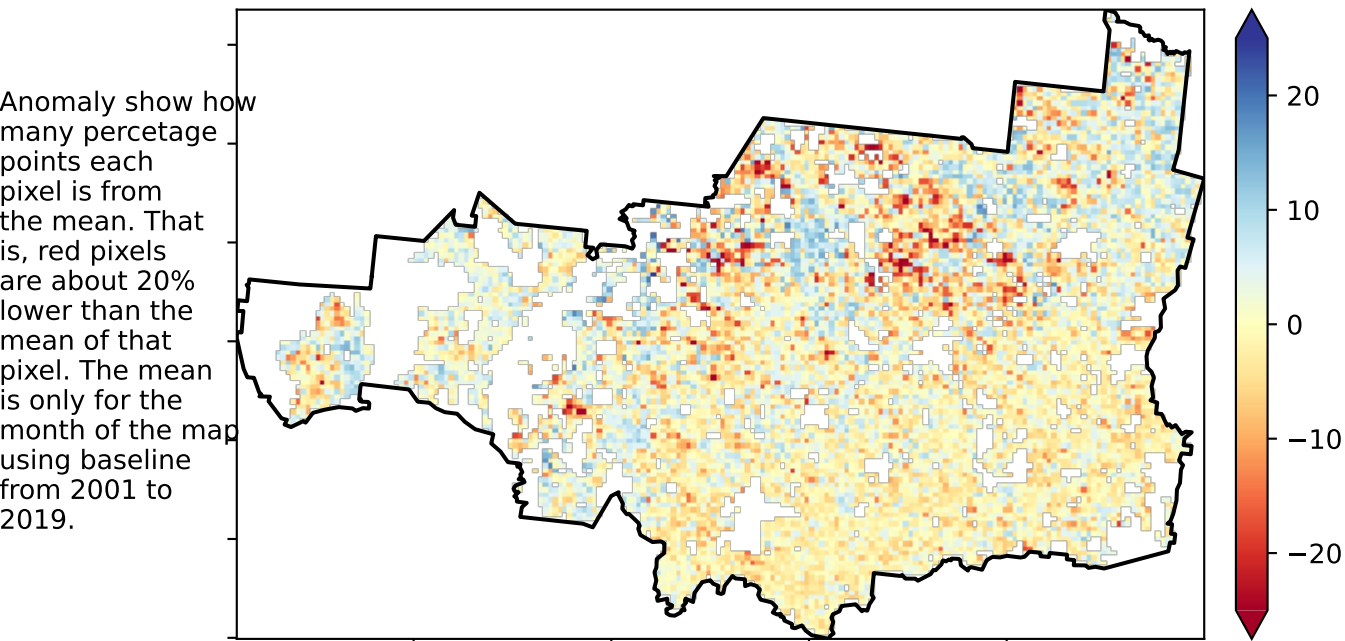 Anomaly show how
many percetage
points each
pixel is from
the mean. That
is, red pixels
are about 20%
lower than the
mean of that
pixel. The mean
is only for the
month of the map
using baseline
from 2001 to
2019.
20
10
0
−10
−20